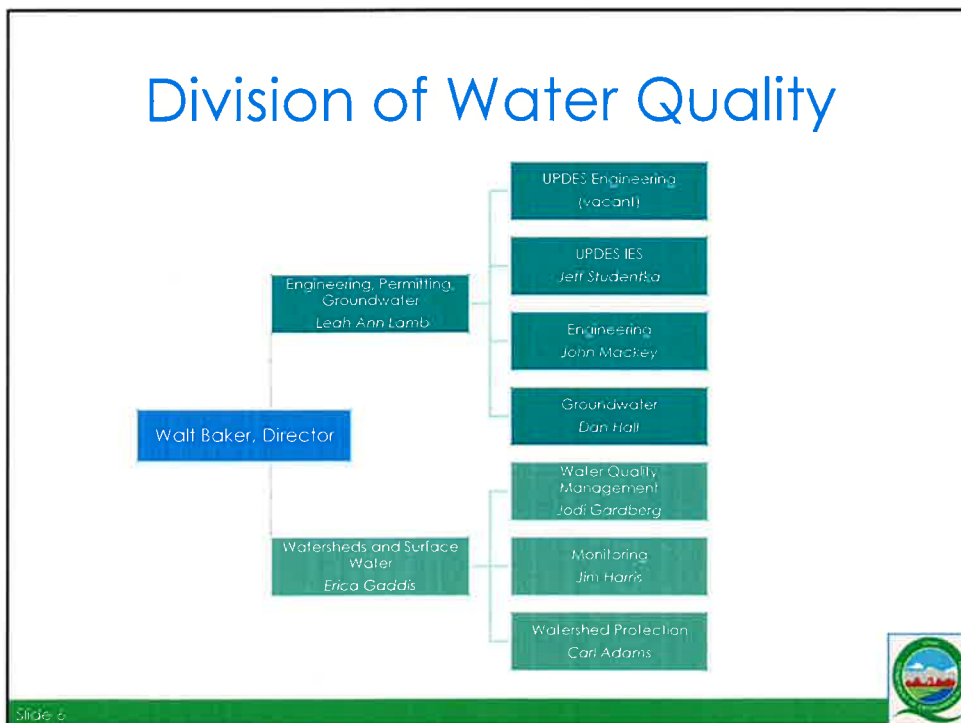 Division of Water Quality
UPDES Engineering
(vacant)
UPDES IES
Jeff Studenka
Engineering, Permitting,
Groundwater
Leah Ann Lamb
Engineering
John Mackey
Groundwater
Dan Hall
Walt Baker, Director
Water Quality
Management
Jodi Gardberg
Watersheds and Surface
Water
Erica Gaddis
Monitoring
Jim Harris
Watershed Protection
Carl Adams
Slide 6